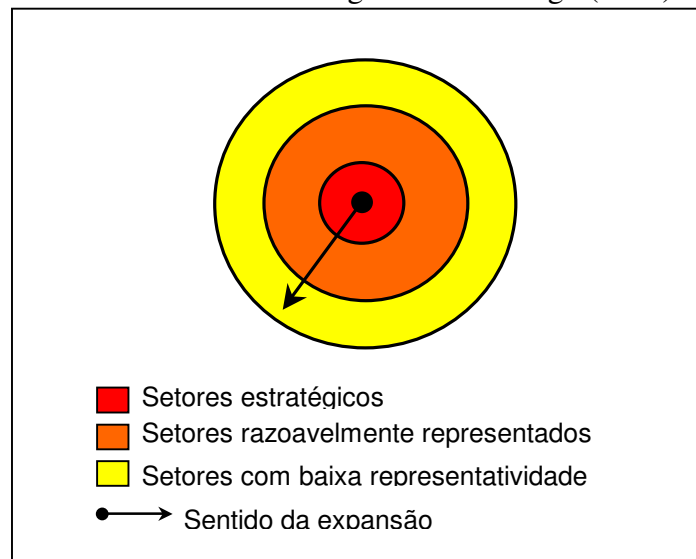 Setores estratégicos
Setores razoavelmente representados
Setores com baixa representatividade
Sentido da expansão